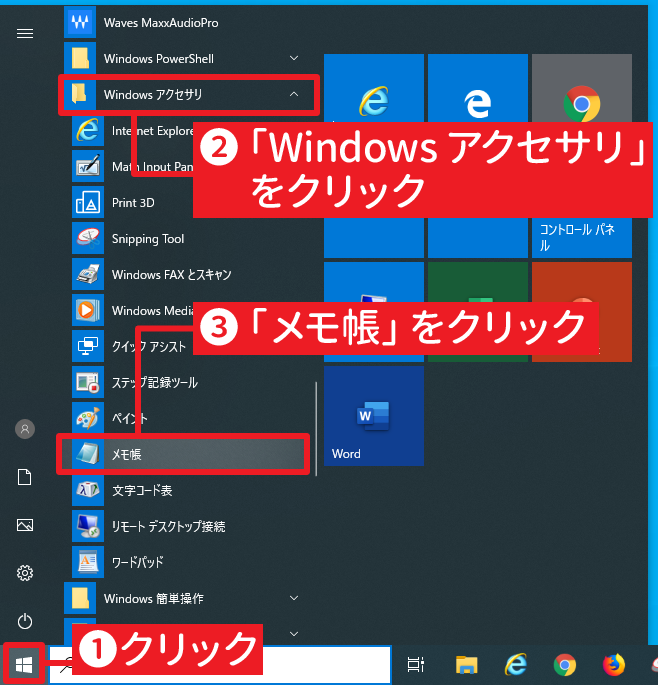 Waves MaxxAudioPro
Windows PowerShell
Windows アクセサリ
Internet Explore
Math Input Pan
Print 3D
Snipping Tool
Windows FAX とスキャン
Windows Media
クイック アシスト
ステップ記録ツール
ペイント
メモ帳
文字コード表
リモート デスクトップ接続
ワードパッド
Windows 簡単操作
❷「Windows アクセサリ」
をクリック
コントロール パネ
ル
❸「メモ帳」をクリック
W
Word
❶クリック